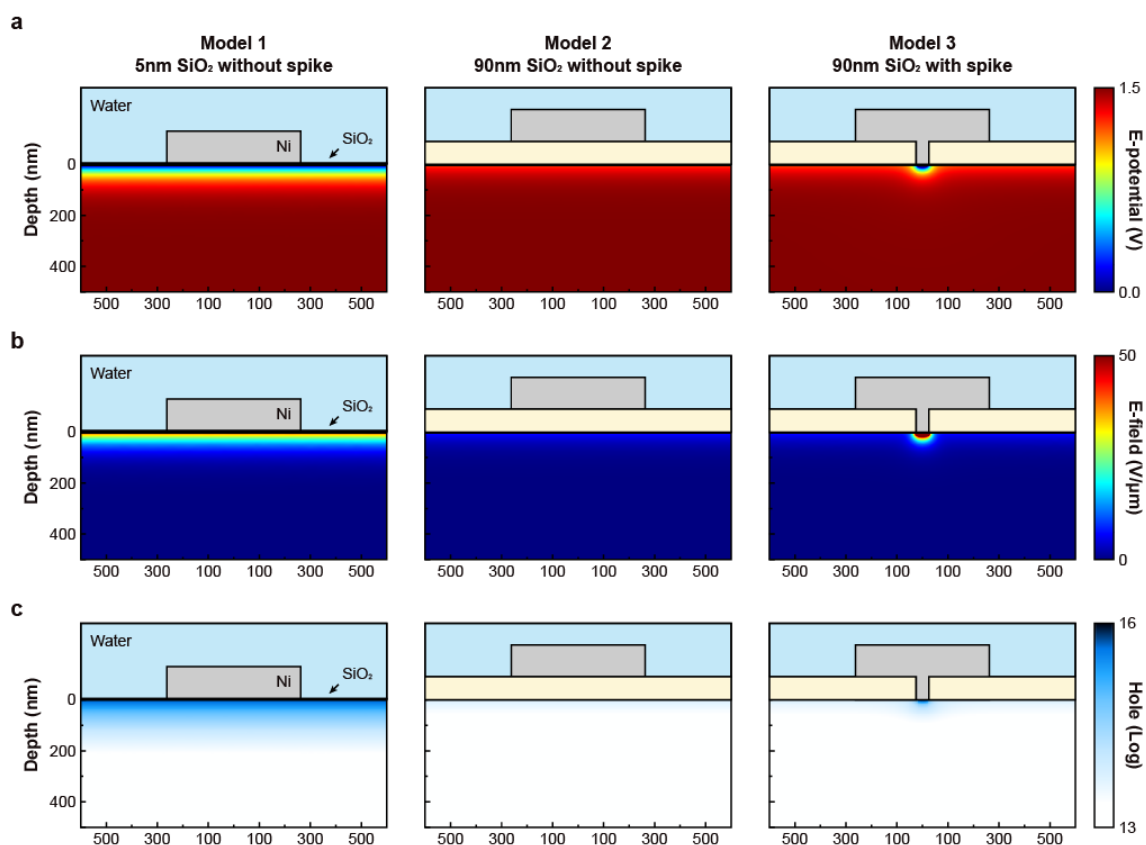 a
Model 1
5nm SiO₂ without spike
Model 2
90nm SiO₂ without spike
Model 3
90nm SiO₂ with spike
Water
Ni
SiO₂
Depth (nm)
0
200
400
500 300 100 100 300 500
500 300 100 100 300 500
500 300 100 100 300 500
1.5
0.0
E-potential (V)
b
Water
Ni
SiO₂
Depth (nm)
0
200
400
500 300 100 100 300 500
500 300 100 100 300 500
500 300 100 100 300 500
50
0
E-field (V/µm)
c
Water
Ni
SiO₂
Depth (nm)
0
200
400
500 300 100 100 300 500
500 300 100 100 300 500
500 300 100 100 300 500
16
13
Hole (Log)